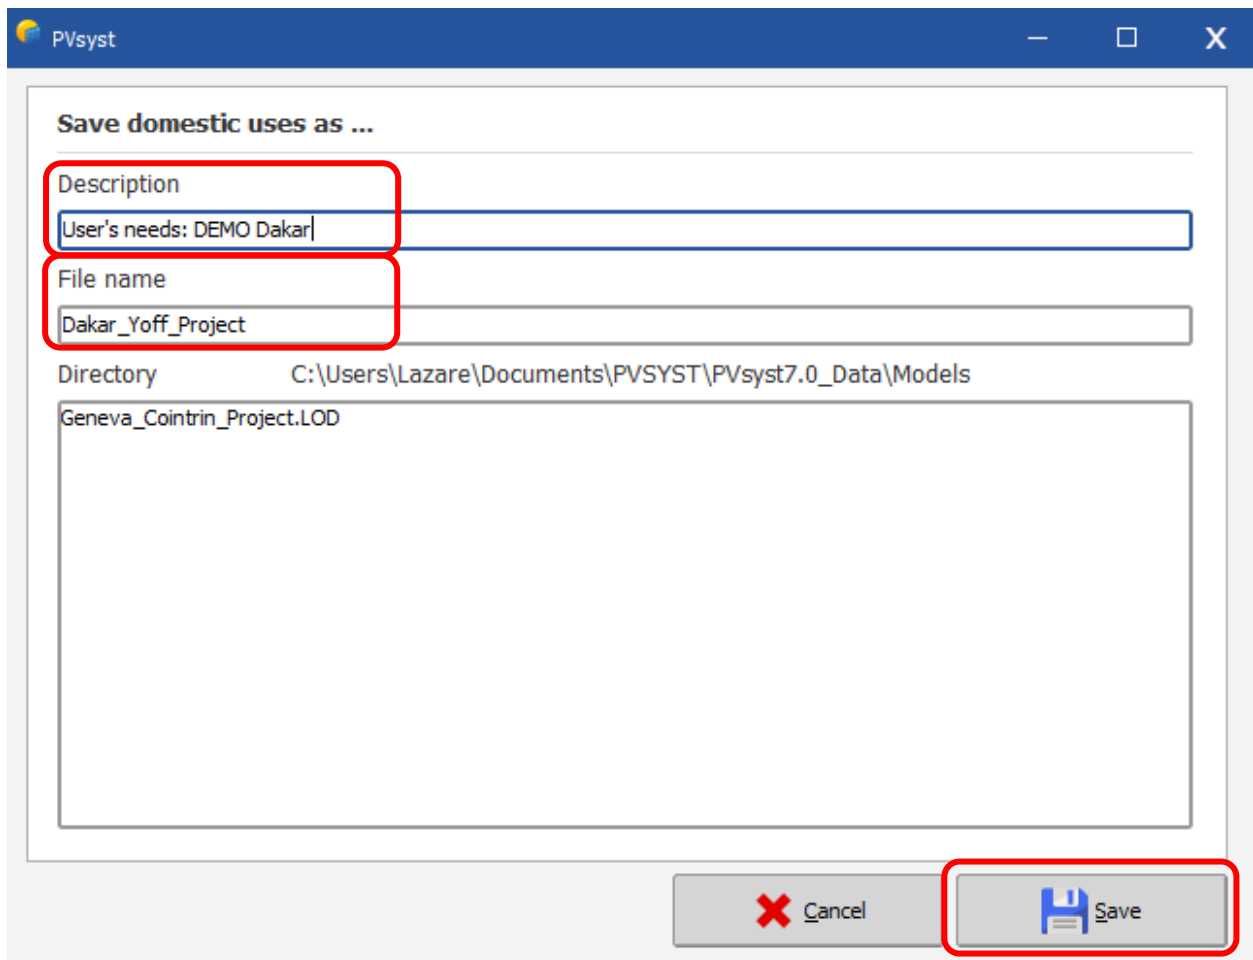 PVsyst
Save domestic uses as ...
Description
User's needs: DEMO Dakar
File name
Dakar_Yoff_Project
Directory C:\Users\Lazare\Documents\PVSYST\PVsyst7.0_Data\Models
Geneva_Cointrin_Project.LOD
Cancel Save